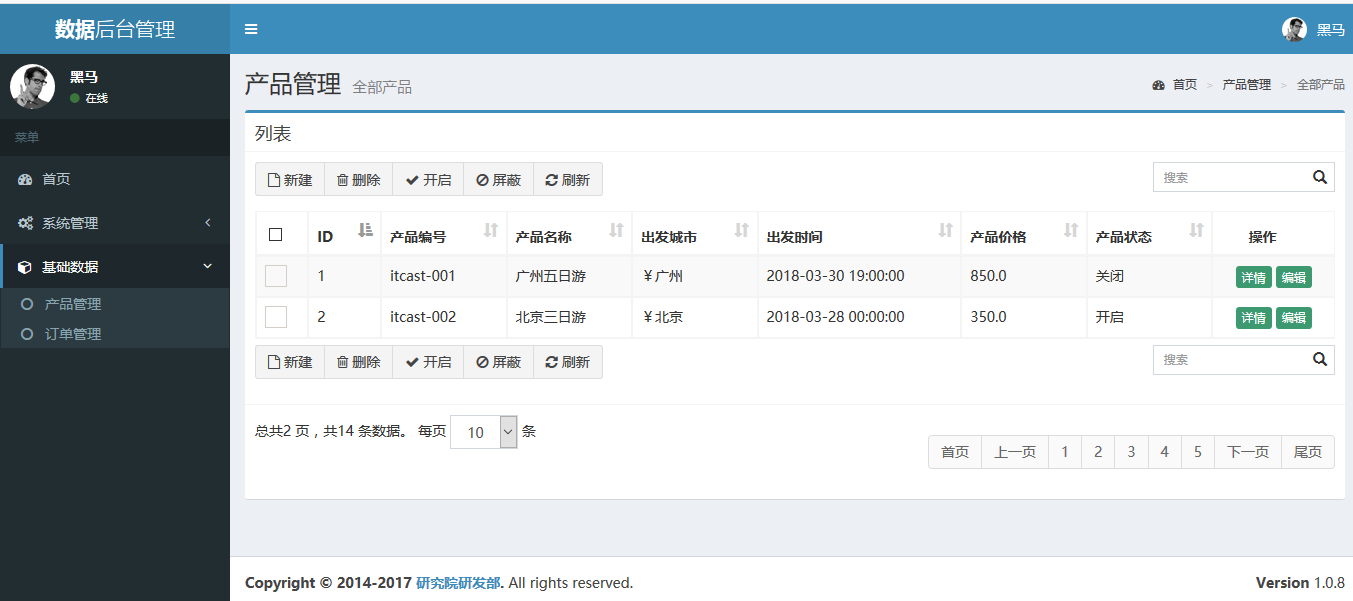 数据后台管理
黑马
黑马
在线
菜单
首页
系统管理
基础数据
产品管理
订单管理
产品管理 全部产品
首页 > 产品管理 > 全部产品
列表
新建 删除 开启 屏蔽 刷新 搜索
ID 产品编号 产品名称 出发城市 出发时间 产品价格 产品状态 操作
1 itcast-001 广州五日游 ￥广州 2018-03-30 19:00:00 850.0 关闭 详情 编辑
2 itcast-002 北京三日游 ￥北京 2018-03-28 00:00:00 350.0 开启 详情 编辑
新建 删除 开启 屏蔽 刷新 搜索
总共2 页，共14 条数据。 每页 10 条
首页 上一页 1 2 3 4 5 下一页 尾页
Copyright © 2014-2017 研究院研发部. All rights reserved.
Version 1.0.8